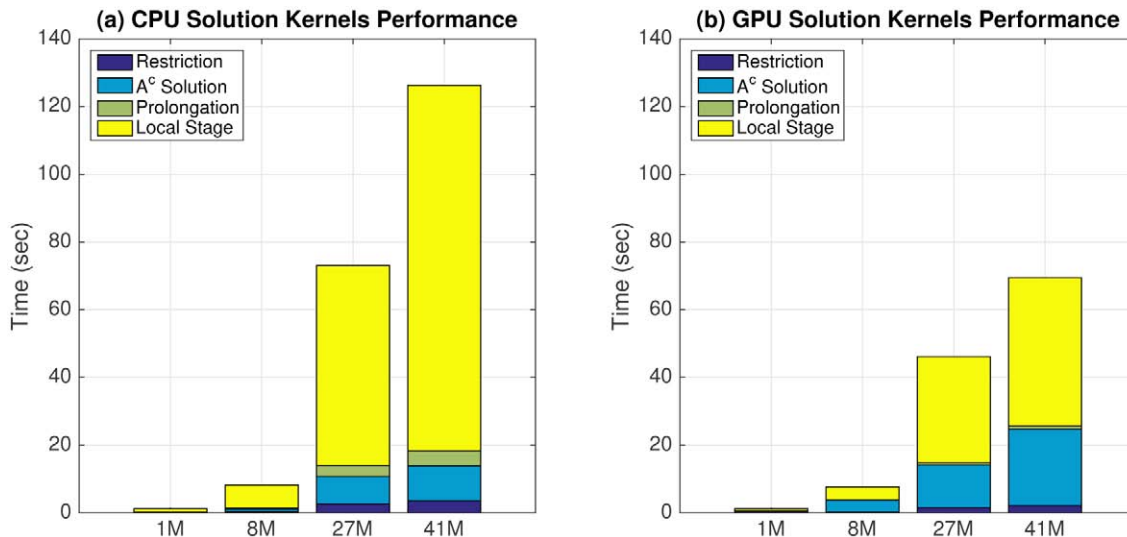 (a) CPU Solution Kernels Performance
140
120
100
80
60
40
20
0
Time (sec)
Restriction
A^c Solution
Prolongation
Local Stage
1M 8M 27M 41M
(b) GPU Solution Kernels Performance
140
120
100
80
60
40
20
0
Time (sec)
Restriction
A^c Solution
Prolongation
Local Stage
1M 8M 27M 41M